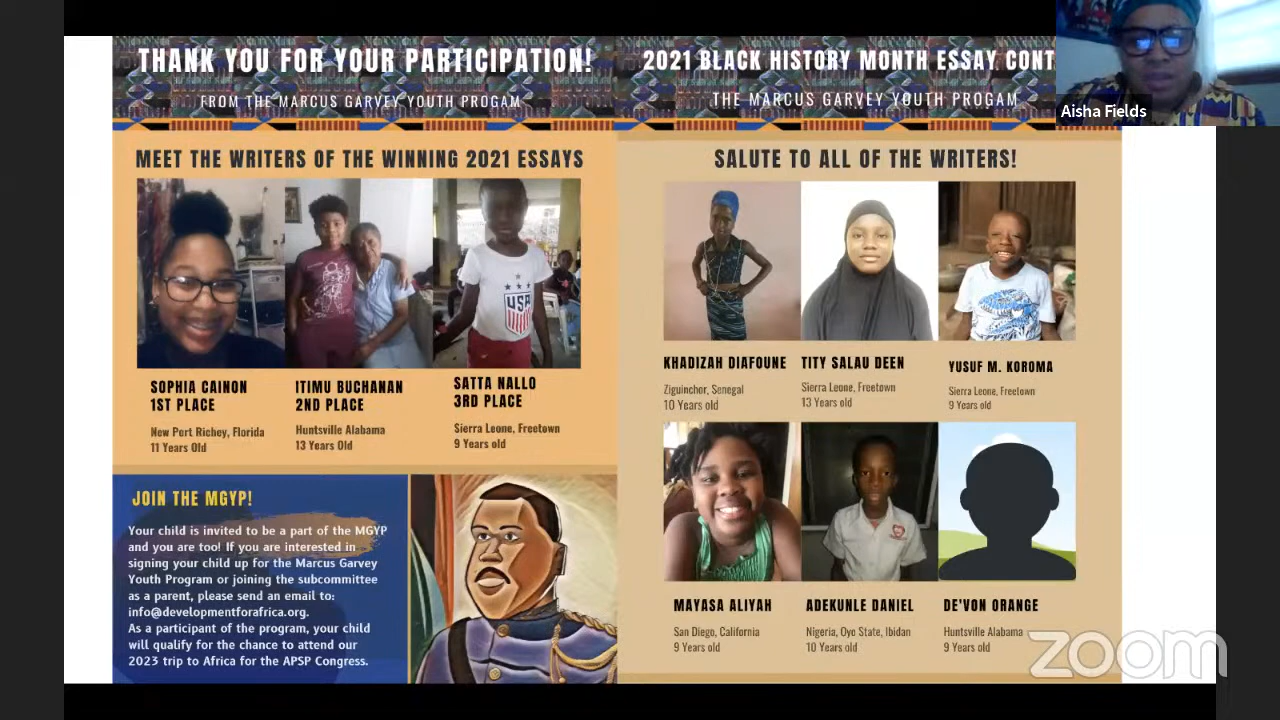 THANK YOU FOR YOUR PARTICIPATION!
FROM THE MARCUS GARVEY YOUTH PROGAM
MEET THE WRITERS OF THE WINNING 2021 ESSAYS
USA
SOPHIA CAINON
1ST PLACE
New Port Richey, Florida
11 Years Old
ITIMU BUCHANAN
2ND PLACE
Huntsville Alabama
13 Years Old
SATTA NALLO
3RD PLACE
Sierra Leone, Freetown
9 Years old
JOIN THE MGYP!
Your child is invited to be a part of the MGYP
and you are too! If you are interested in
signing your child up for the Marcus Garvey
Youth Program or joining the subcommittee
as a parent, please send an email to:
info@developmentforafrica.org.
As a participant of the program, your child
will qualify for the chance to attend our
2023 trip to Africa for the APSP Congress.
2021 BLACK HISTORY MONTH ESSAY CONT
THE MARCUS GARVEY YOUTH PROGAM
SALUTE TO ALL OF THE WRITERS!
KHADIZAH DIAFOUNE
Ziguinchor, Senegal
10 Years old
TITY SALAU DEEN
Sierra Leone, Freetown
13 Years old
YUSUF M. KOROMA
Sierra Leone, Freetown
9 Years old
MAYASA ALIYAH
San Diego, California
9 Years old
ADEKUNLE DANIEL
Nigeria, Oyo State, Ibidan
10 Years old
DE'VON ORANGE
Huntsville Alabama
9 Years old
Aisha Fields
zoom